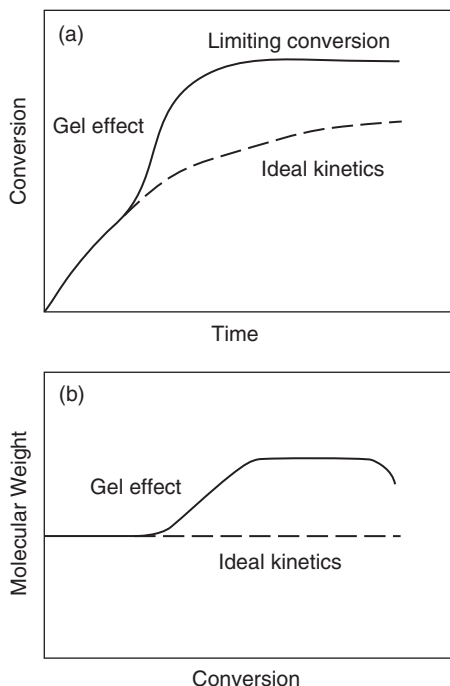 (a)
Limiting conversion
Gel effect
Ideal kinetics
Conversion
Time
(b)
Gel effect
Ideal kinetics
Molecular Weight
Conversion